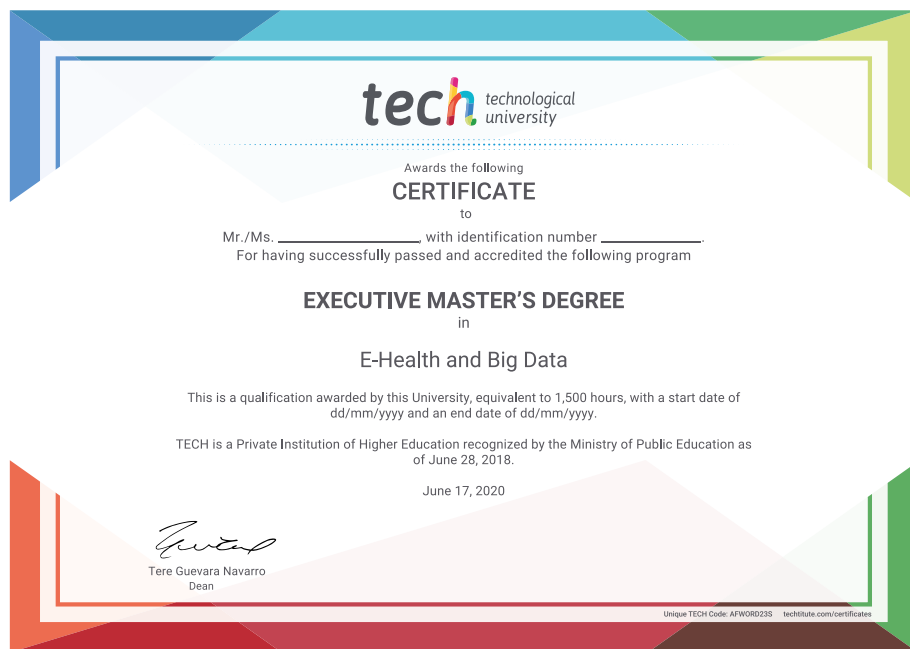 tech technological
university
Awards the following
CERTIFICATE
to
Mr./Ms. ____________________, with identification number ______________.
For having successfully passed and accredited the following program
EXECUTIVE MASTER’S DEGREE
in
E-Health and Big Data
This is a qualification awarded by this University, equivalent to 1,500 hours, with a start date of
dd/mm/yyyy and an end date of dd/mm/yyyy.
TECH is a Private Institution of Higher Education recognized by the Ministry of Public Education as
of June 28, 2018.
June 17, 2020
Tere Guevara Navarro
Dean
Unique TECH Code: AFWORD23S techtitute.com/certificates